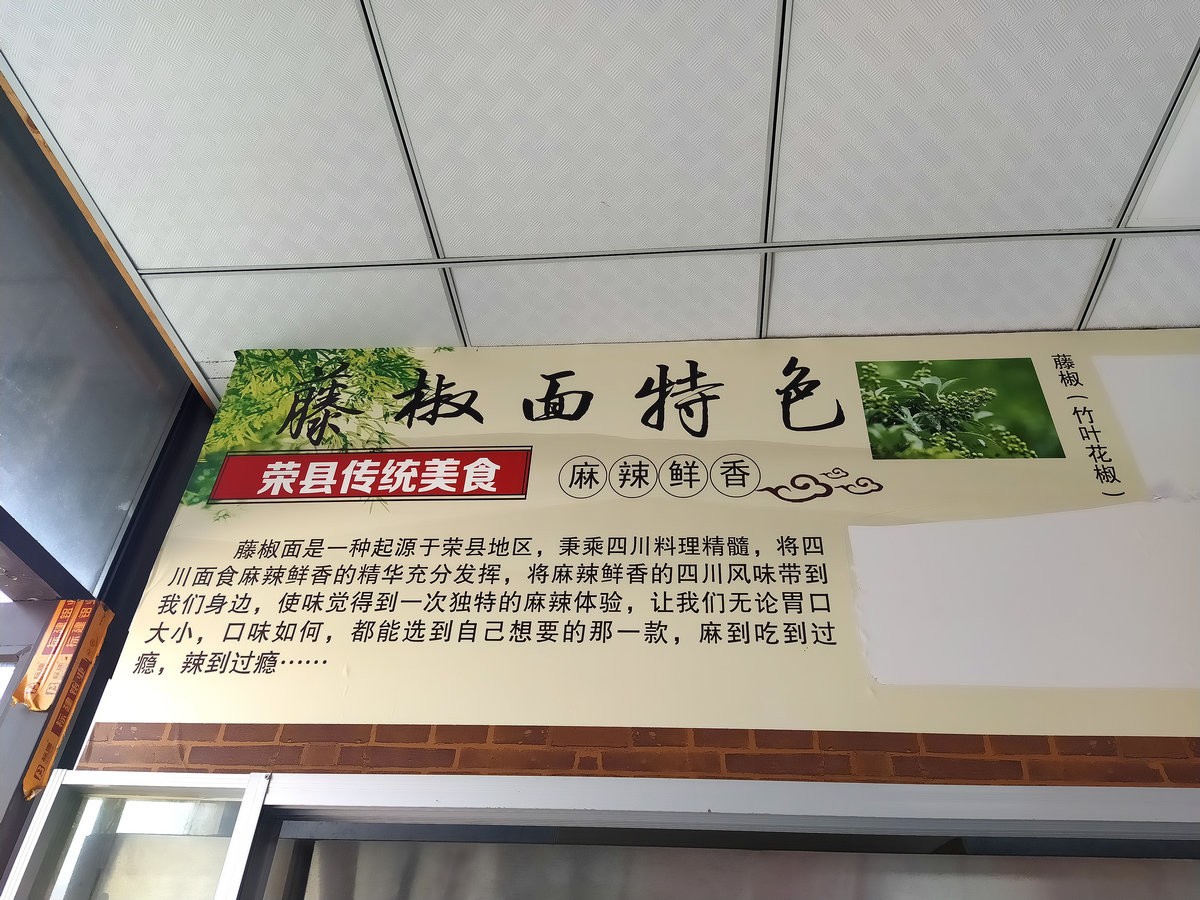 藤椒面特色
荣县传统美食
麻辣鲜香
藤椒(竹叶花椒)
藤椒面是一种起源于荣县地区，秉乘四川料理精髓，将四
川面食麻辣鲜香的精华充分发挥，将麻辣鲜香的四川风味带到
我们身边，使味觉得到一次独特的麻辣体验，让我们无论胃口
大小，口味如何，都能选到自己想要的那一款，麻到吃到过
瘾，辣到过瘾……